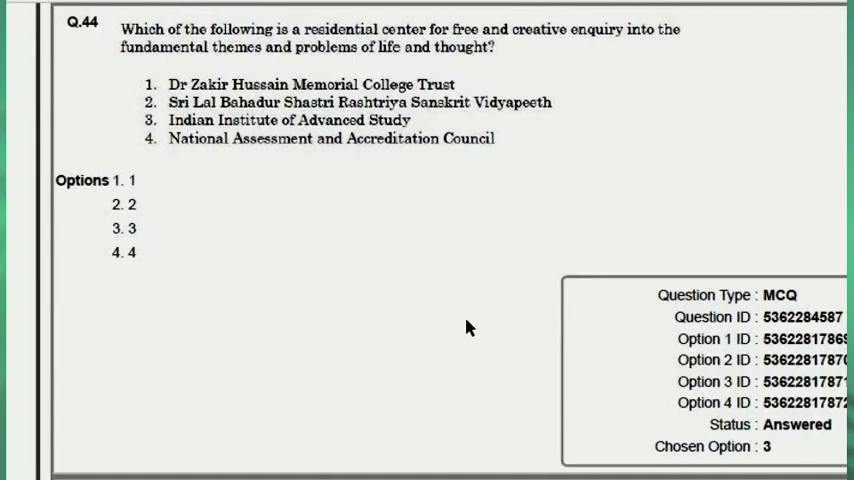 Q.44 Which of the following is a residential center for free and creative enquiry into the
fundamental themes and problems of life and thought?
1. Dr Zakir Hussain Memorial College Trust
2. Sri Lal Bahadur Shastri Rashtriya Sanskrit Vidyapeeth
3. Indian Institute of Advanced Study
4. National Assessment and Accreditation Council
Options 1. 1
2. 2
3. 3
4. 4
Question Type : MCQ
Question ID : 5362284587
Option 1 ID : 53622817869
Option 2 ID : 53622817870
Option 3 ID : 53622817871
Option 4 ID : 53622817872
Status : Answered
Chosen Option : 3